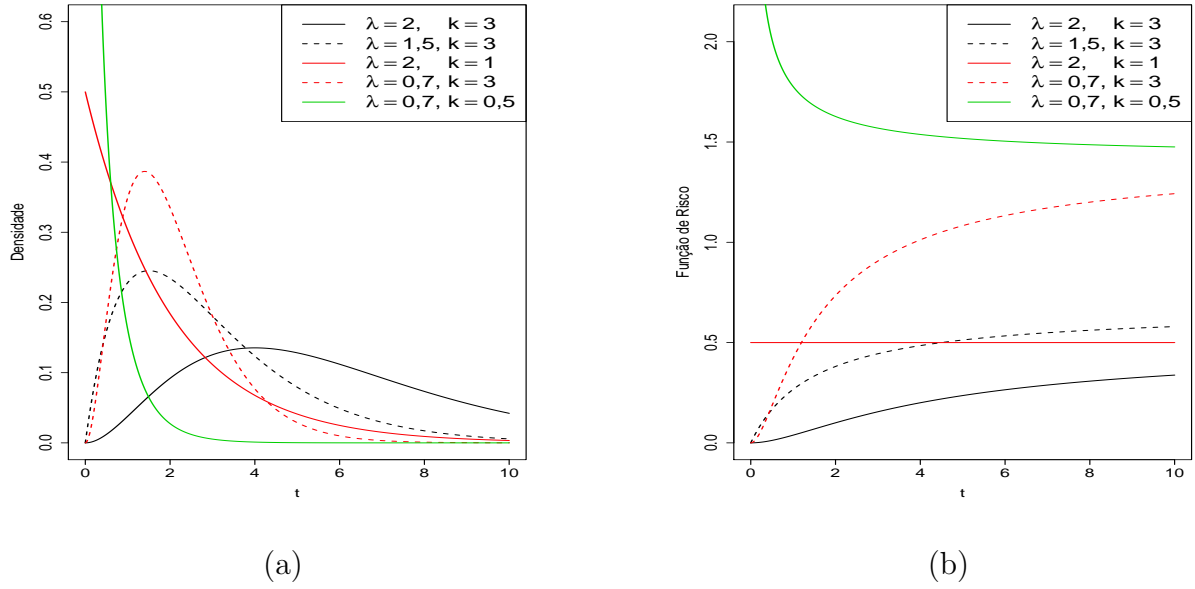 λ = 2, k = 3
λ = 1,5, k = 3
λ = 2, k = 1
λ = 0,7, k = 3
λ = 0,7, k = 0,5
Densidade
0.6
0.5
0.4
0.3
0.2
0.1
0.0
0 2 4 6 8 10
t
(a)
λ = 2, k = 3
λ = 1,5, k = 3
λ = 2, k = 1
λ = 0,7, k = 3
λ = 0,7, k = 0,5
Função de Risco
2.0
1.5
1.0
0.5
0.0
0 2 4 6 8 10
t
(b)